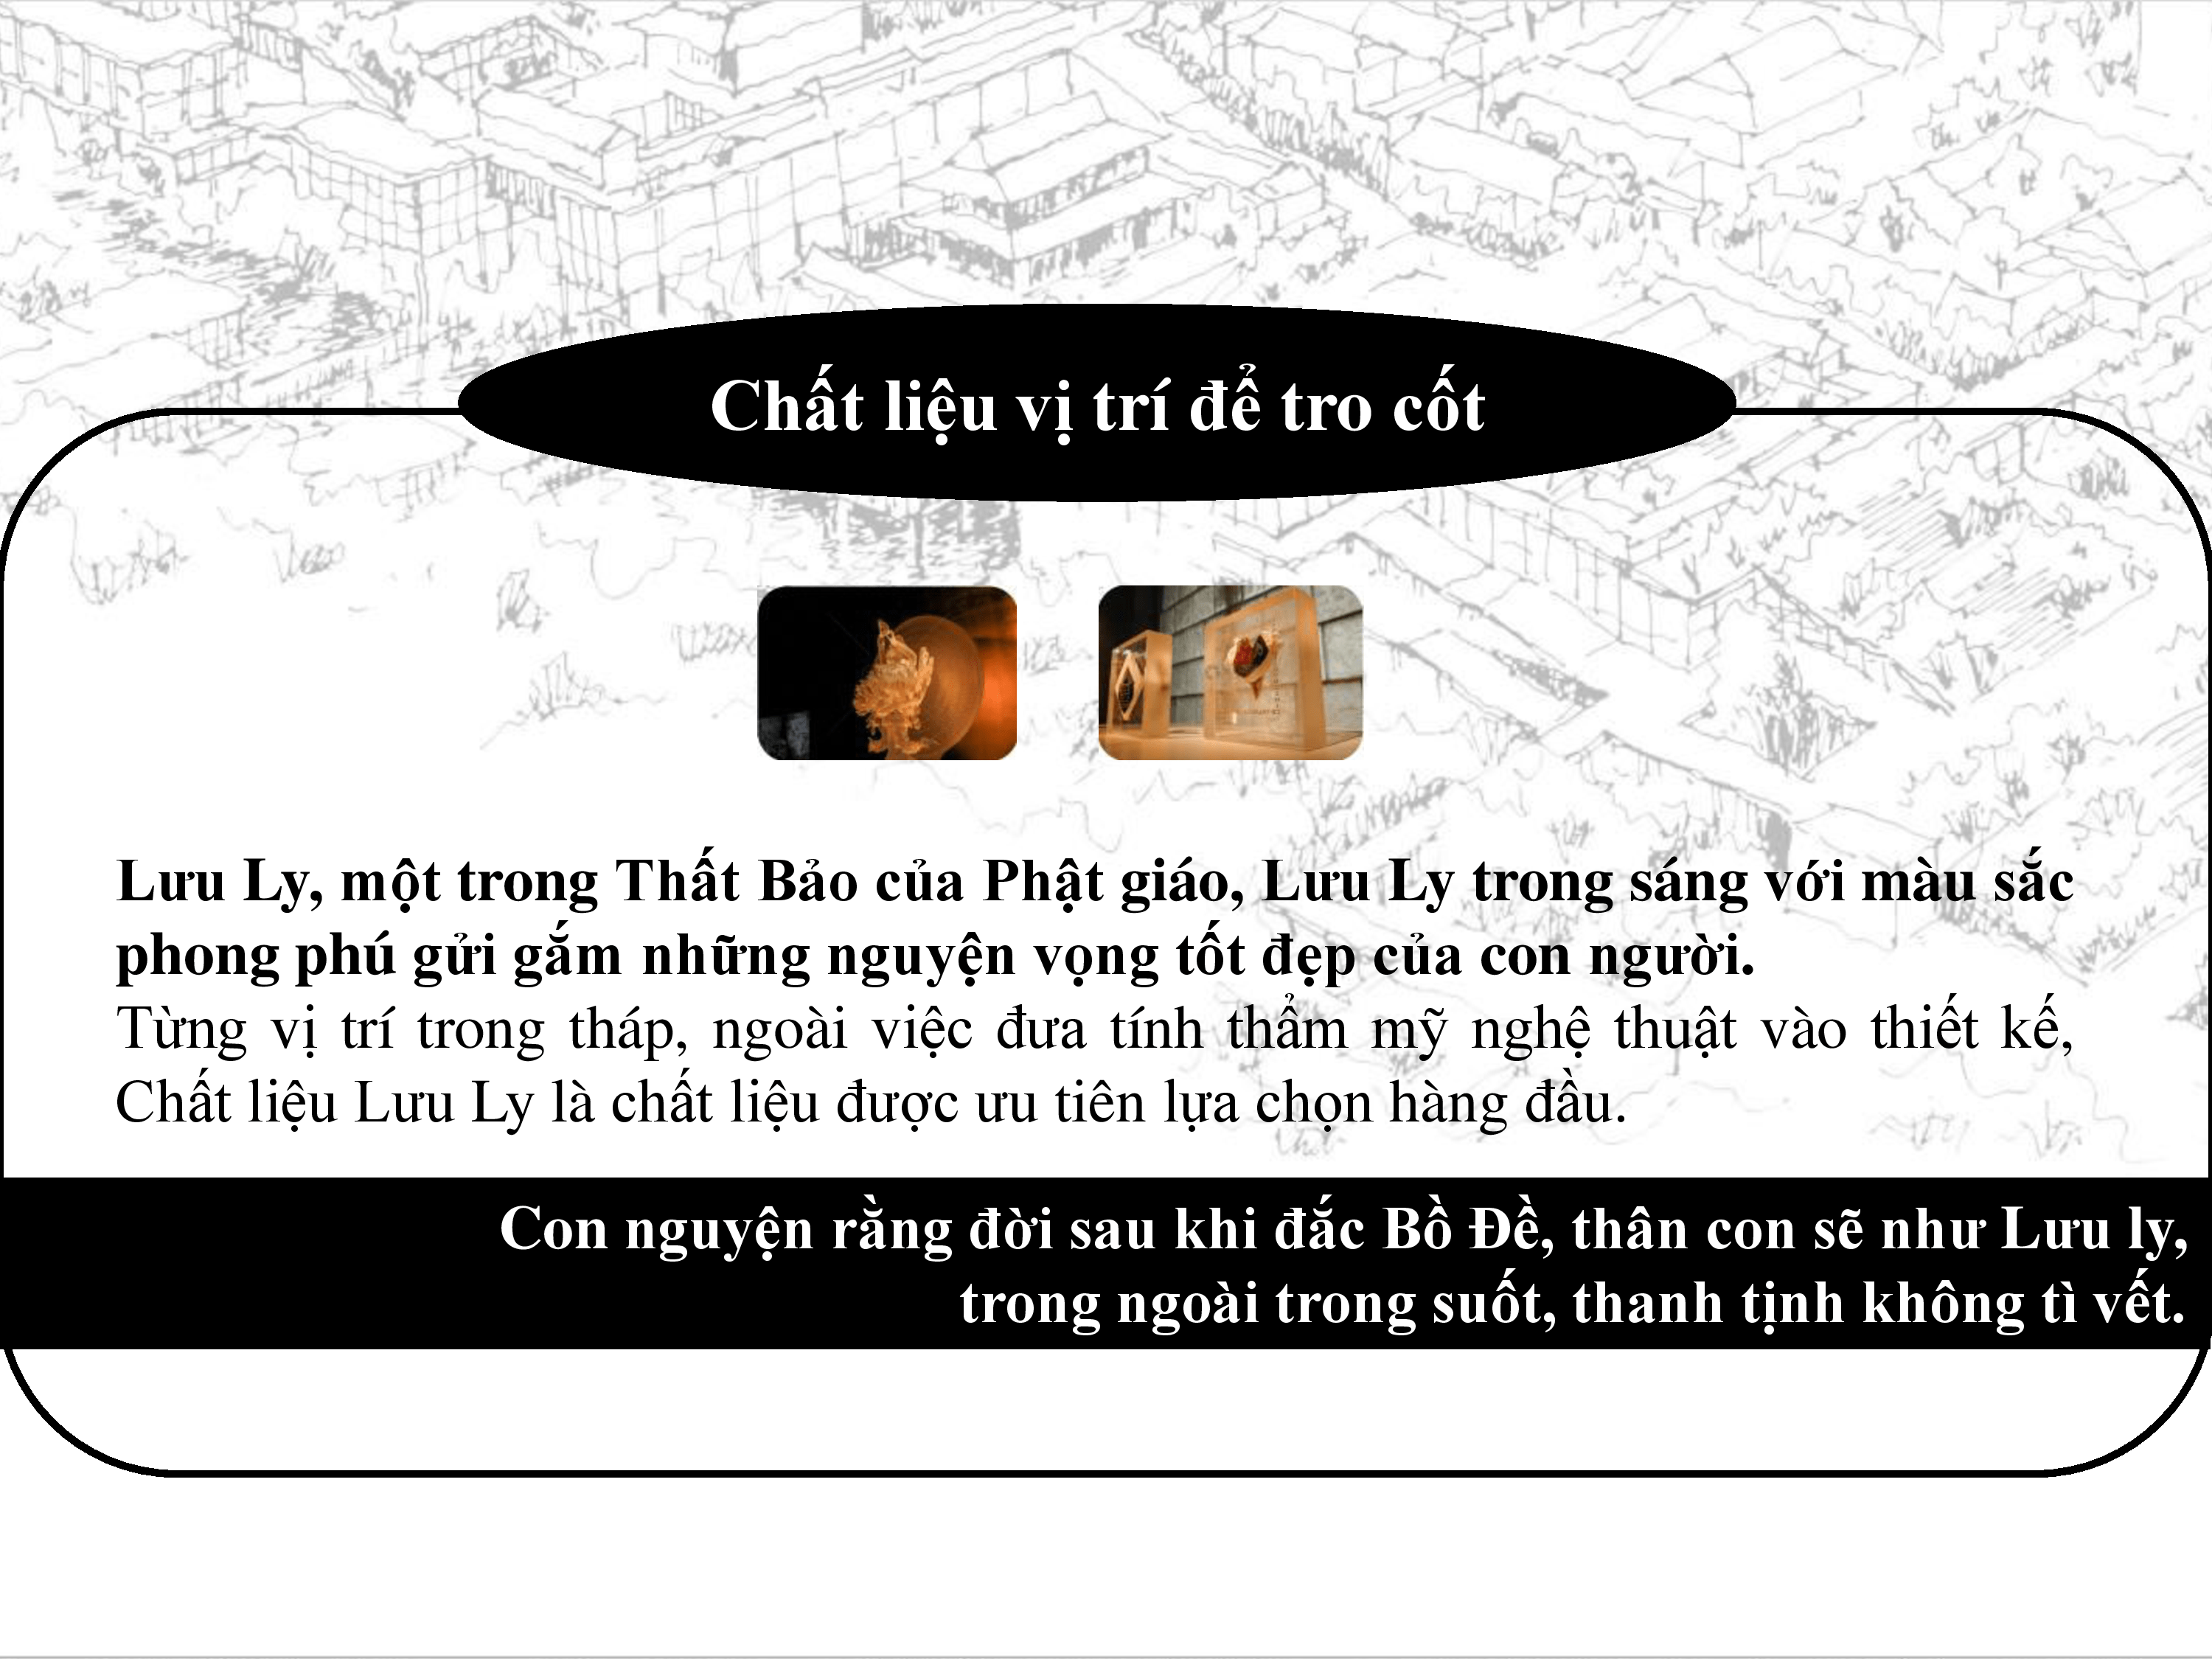 Chất liệu vị trí để tro cốt
Lưu Ly, một trong Thất Bảo của Phật giáo, Lưu Ly trong sáng với màu sắc
phong phú gửi gắm những nguyện vọng tốt đẹp của con người.
Từng vị trí trong tháp, ngoài việc đưa tính thẩm mỹ nghệ thuật vào thiết kế,
Chất liệu Lưu Ly là chất liệu được ưu tiên lựa chọn hàng đầu.
Con nguyện rằng đời sau khi đắc Bồ Đề, thân con sẽ như Lưu ly,
trong ngoài trong suốt, thanh tịnh không tì vết.